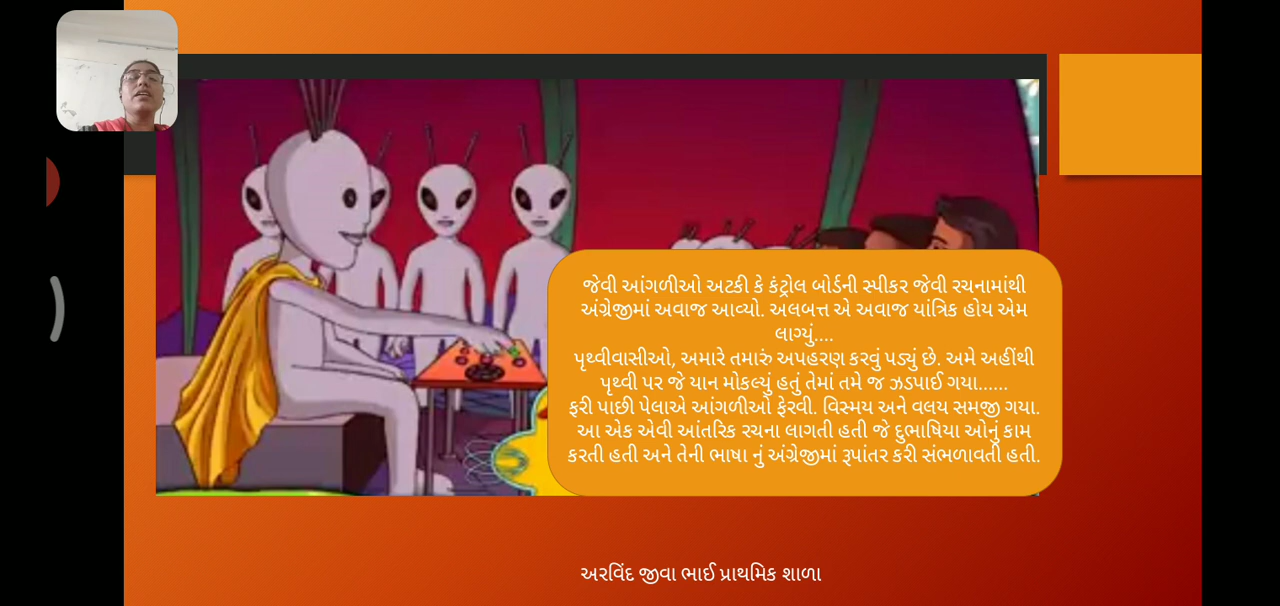 જેવી આંગળીઓ અટકી કે કંટ્રોલ બોર્ડની સ્પીકર જેવી રચનામાંથી
અંગ્રેજીમાં અવાજ આવ્યો. અલબત્ત એ અવાજ યાંત્રિક હોય એમ
લાગ્યું....
પૃથ્વીવાસીઓ, અમારે તમારું અપહરણ કરવું પડ્યું છે. અમે અહીંથી
પૃથ્વી પર જે યાન મોકલ્યું હતું તેમાં તમે જ ઝડપાઈ ગયા......
ફરી પાછી પેલાએ આંગળીઓ ફેરવી. વિસ્મય અને વલય સમજી ગયા.
આ એક એવી આંતરિક રચના લાગતી હતી જે દુભાષિયા ઓનું કામ
કરતી હતી અને તેની ભાષા નું અંગ્રેજીમાં રૂપાંતર કરી સંભળાવતી હતી.
અરવિંદ જીવા ભાઈ પ્રાથમિક શાળા